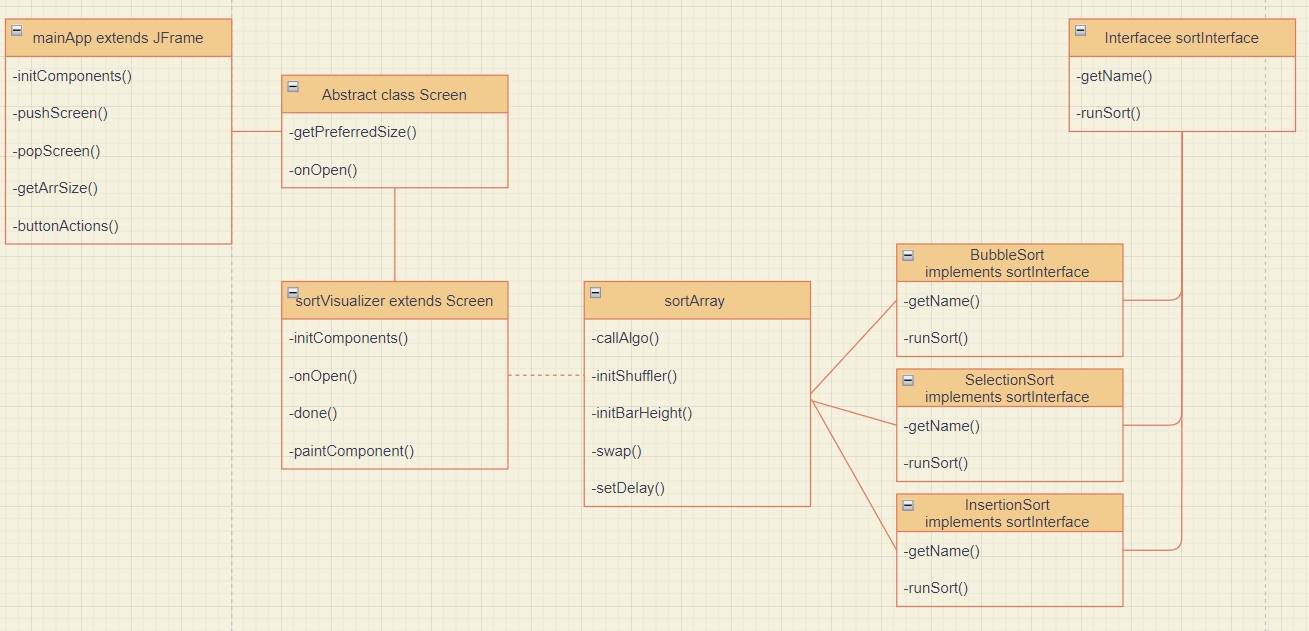 mainApp extends JFrame
-initComponents()
-pushScreen()
-popScreen()
-getArrSize()
-buttonActions()
Abstract class Screen
-getPreferredSize()
-onOpen()
Interfacee sortInterface
-getName()
-runSort()
sortVisualizer extends Screen
-initComponents()
-onOpen()
-done()
-paintComponent()
sortArray
-callAlgo()
-initShuffler()
-initBarHeight()
-swap()
-setDelay()
BubbleSort
implements sortInterface
-getName()
-runSort()
SelectionSort
implements sortInterface
-getName()
-runSort()
InsertionSort
implements sortInterface
-getName()
-runSort()